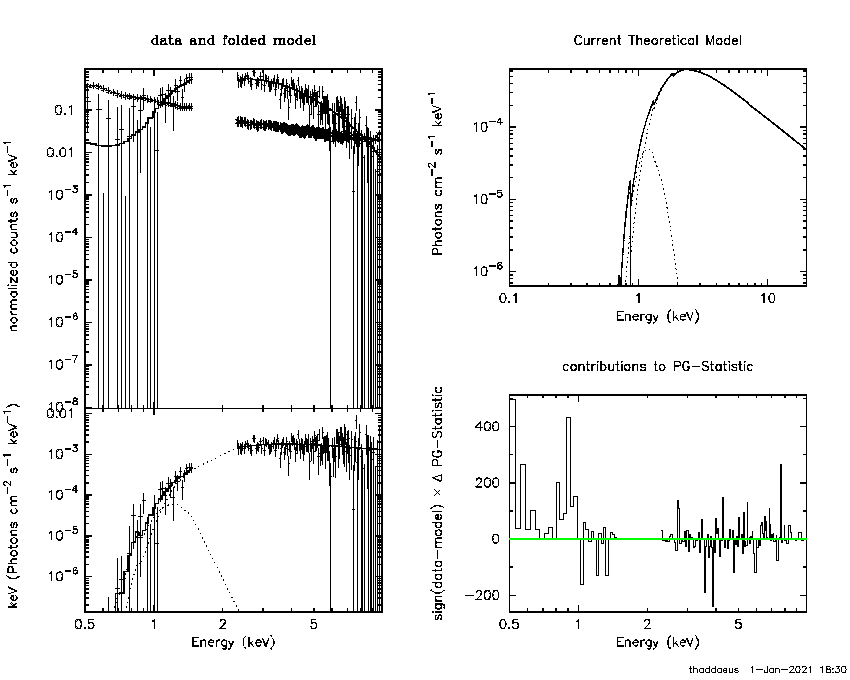 data and folded model
normalized counts s−1 keV−1
0.1
0.01
10−3
10−4
10−5
10−6
10−7
10−8
keV (Photons cm−2 s−1 keV−1)
0.01
10−3
10−4
10−5
10−6
0.5
1
2
5
Energy (keV)
Current Theoretical Model
Photons cm−2 s−1 keV−1
10−4
10−5
10−6
0.1
1
10
Energy (keV)
contributions to PG−Statistic
sign(data−model) × Δ PG−Statistic
400
200
0
−200
0.5
1
2
5
Energy (keV)
thaddaeus 1−Jan−2021 18:30